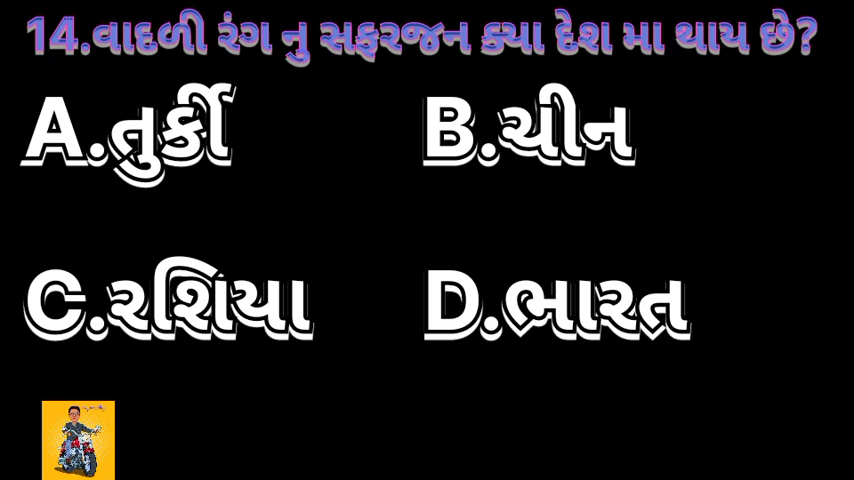 14.વાદળી રંગ નુ સફરજન ક્યા દેશ મા થાય છે?
A.તુર્કી
B.ચીન
C.રશિયા
D.ભારત